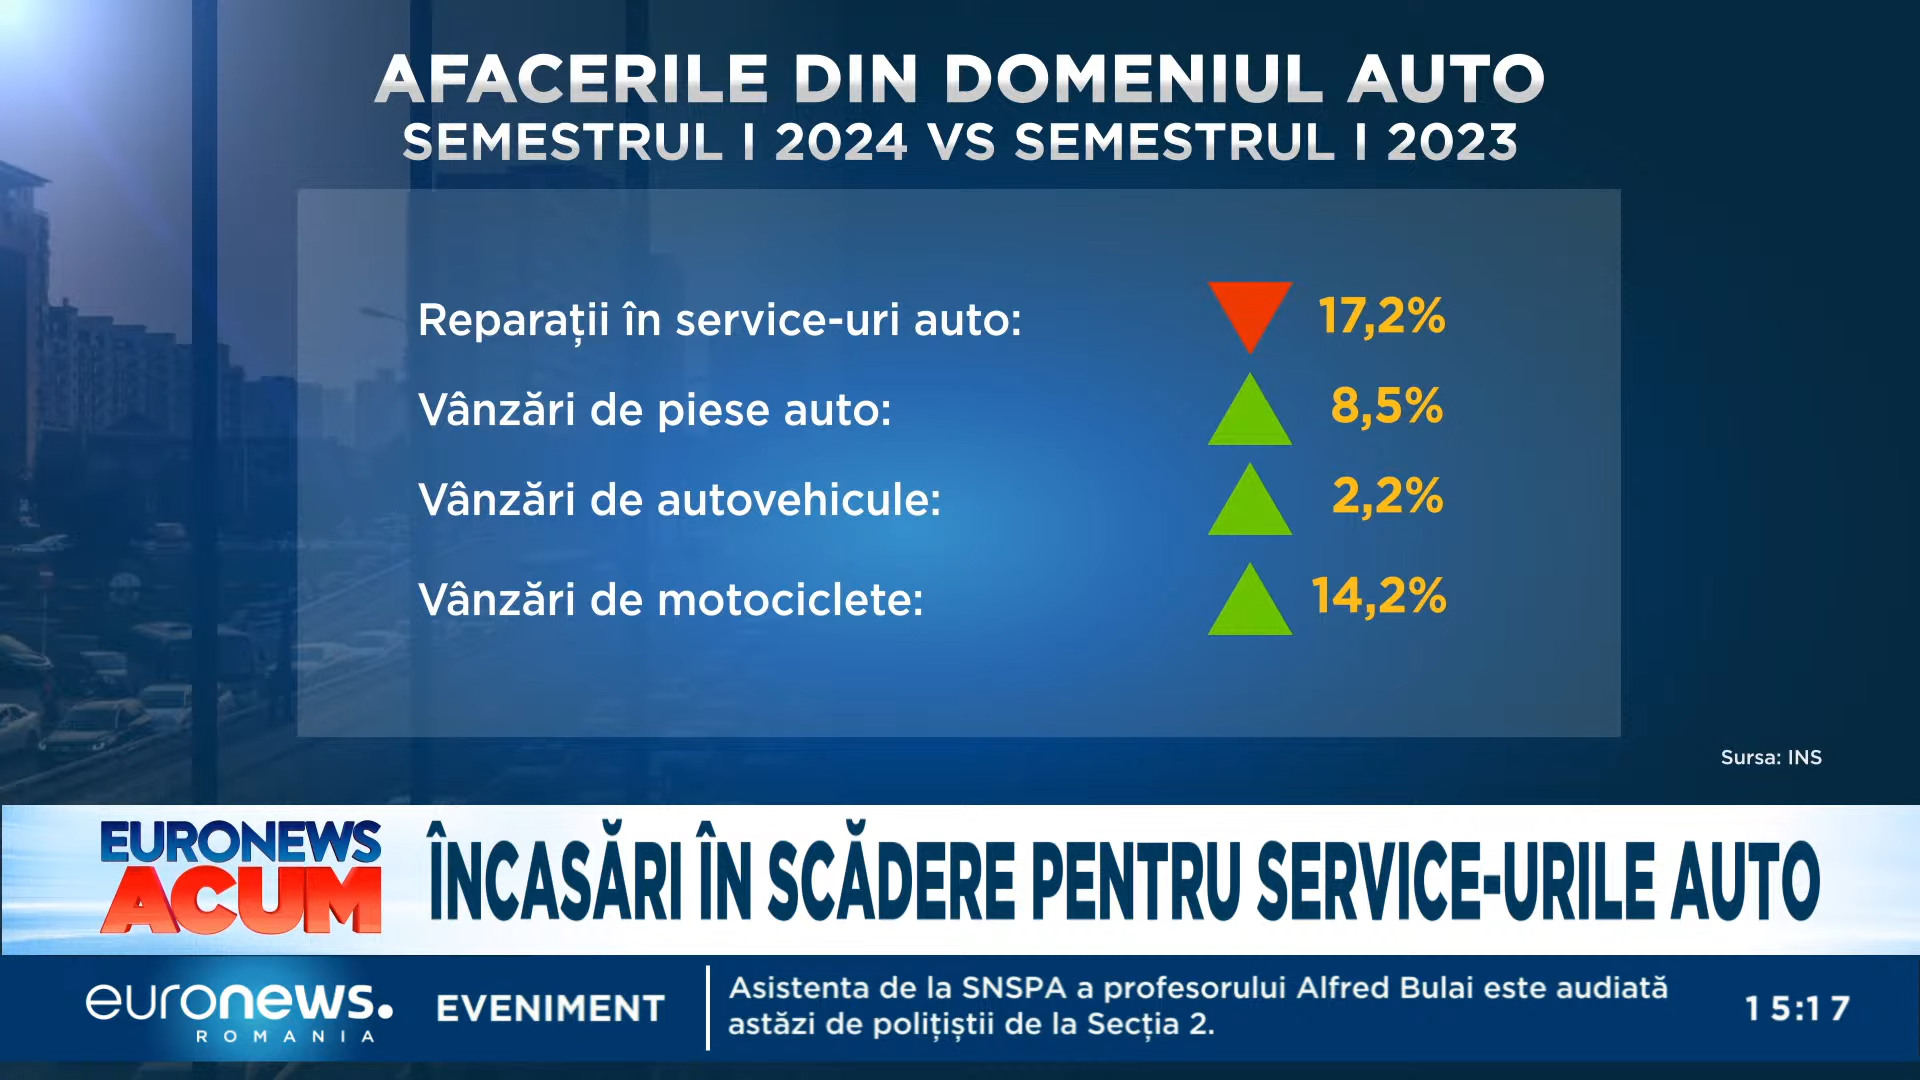 AFACERILE DIN DOMENIUL AUTO
SEMESTRUL I 2024 VS SEMESTRUL I 2023
Reparații în service-uri auto: 17,2%
Vânzări de piese auto: 8,5%
Vânzări de autovehicule: 2,2%
Vânzări de motociclete: 14,2%
Sursa: INS
EURONEWS
ACUM
ÎNCASĂRI ÎN SCĂDERE PENTRU SERVICE-URILE AUTO
euronews.
ROMANIA
EVENIMENT
Asistenta de la SNSPA a profesorului Alfred Bulai este audiată
astăzi de polițiștii de la Secția 2.
15:17